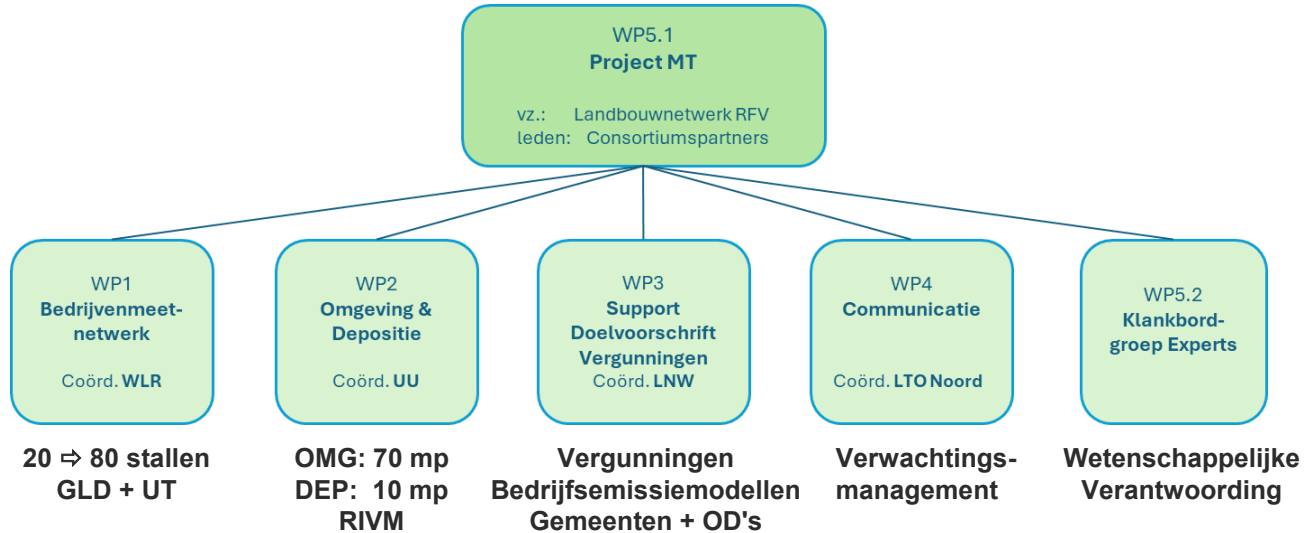 WP5.1
Project MT
vz.: Landbouwnetwerk RFV
leden: Consortiumspartners
WP1
Bedrijvenmeet-
netwerk
Coörd. WLR
WP2
Omgeving &
Depositie
Coörd. UU
WP3
Support
Doelvoorschrift
Vergunningen
Coörd. LNW
WP4
Communicatie
Coörd. LTO Noord
WP5.2
Klankbord-
groep Experts
20 ⇨ 80 stallen
GLD + UT
OMG: 70 mp
DEP: 10 mp
RIVM
Vergunningen
Bedrijfsemissiemodellen
Gemeenten + OD's
Verwachtings-
management
Wetenschappelijke
Verantwoording